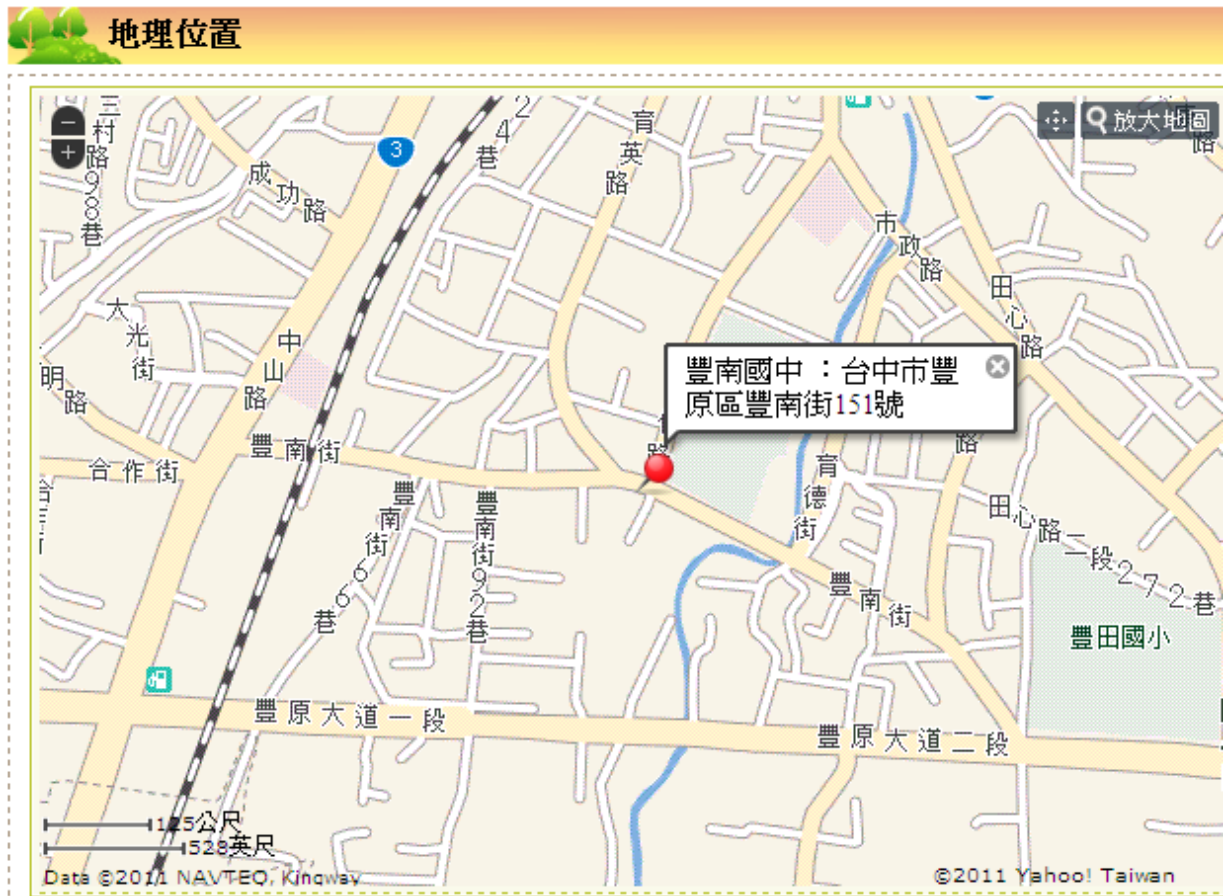 地理位置
放大地圖
3
三村路98巷
成功路
24巷
育英路
市政路
田心路
大光街
中山路
明路
豐南國中 ：台中市豐
原區豐南街151號
路
路
合作街
豐南街
豐南街66巷
豐南街92巷
育德街
田心路二段272巷
豐南街
豐田國小
豐原大道一段
豐原大道二段
125公尺
528英尺
Data ©2011 NAVTEQ, Kingway
©2011 Yahoo! Taiwan